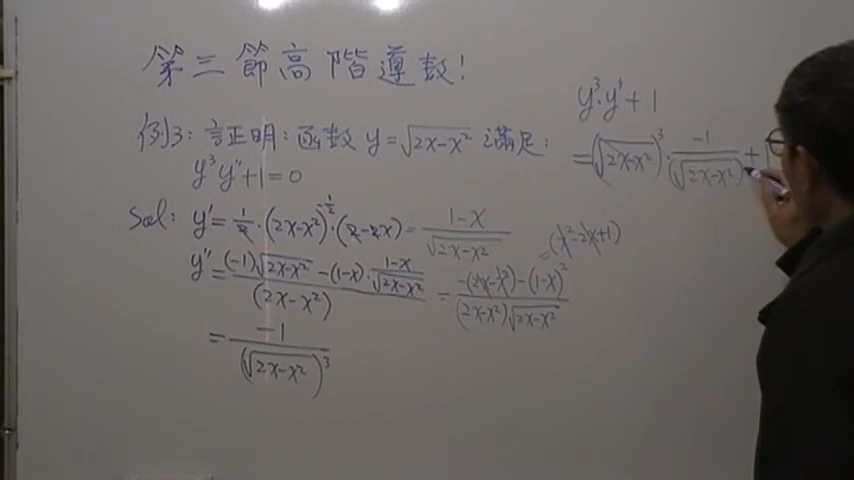 第三節高階導數!
例3: 証明: 函數 y=√(2x-x²) 滿足:
y³y''+1=0
Sol: y'=1/2·(2x-x²)^(-1/2)·(2-2x)=(1-x)/√(2x-x²)
y''=((-1)√(2x-x²)-(1-x)·(1-x)/√(2x-x²))/(2x-x²)=(-(2x-x²)-(1-x)²)/((2x-x²)√(2x-x²))
=(x²-2x+1)
=-1/(√(2x-x²))³
y³·y''+1
=(√(2x-x²))³·(-1)/(√(2x-x²))+1